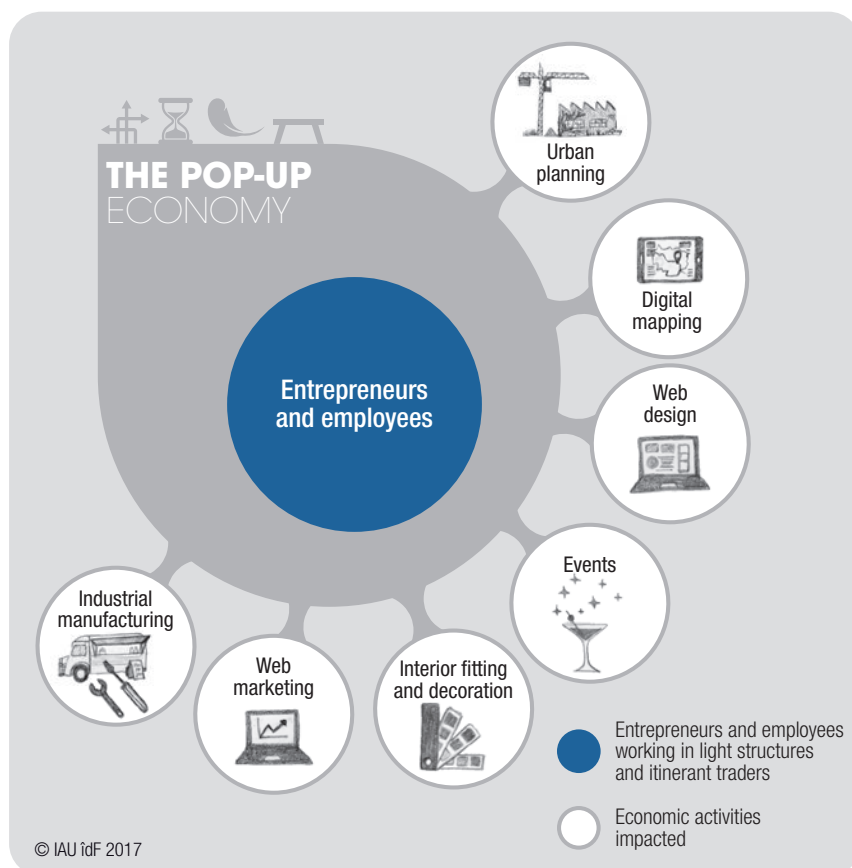 THE POP-UP
ECONOMY
Urban
planning
Digital
mapping
Entrepreneurs
and employees
Web
design
Events
Industrial
manufacturing
Web
marketing
Interior fitting
and decoration
Entrepreneurs and employees
working in light structures
and itinerant traders
Economic activities
impacted
© IAU îdF 2017